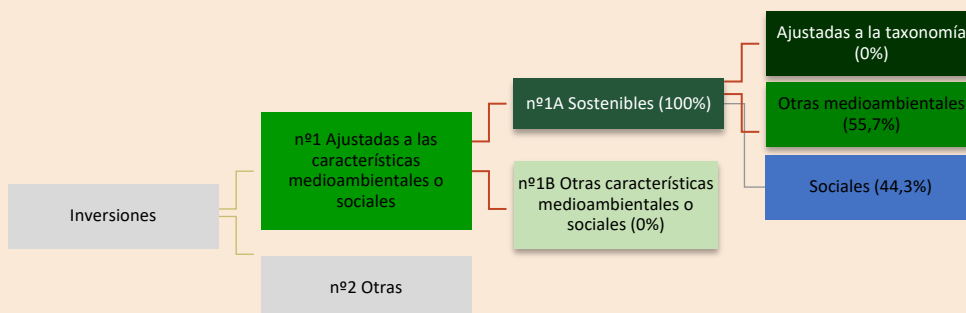 Inversiones
nº1 Ajustadas a las
características
medioambientales o
sociales
nº2 Otras
nº1A Sostenibles (100%)
nº1B Otras características
medioambientales o
sociales (0%)
Ajustadas a la taxonomía
(0%)
Otras medioambientales
(55,7%)
Sociales (44,3%)